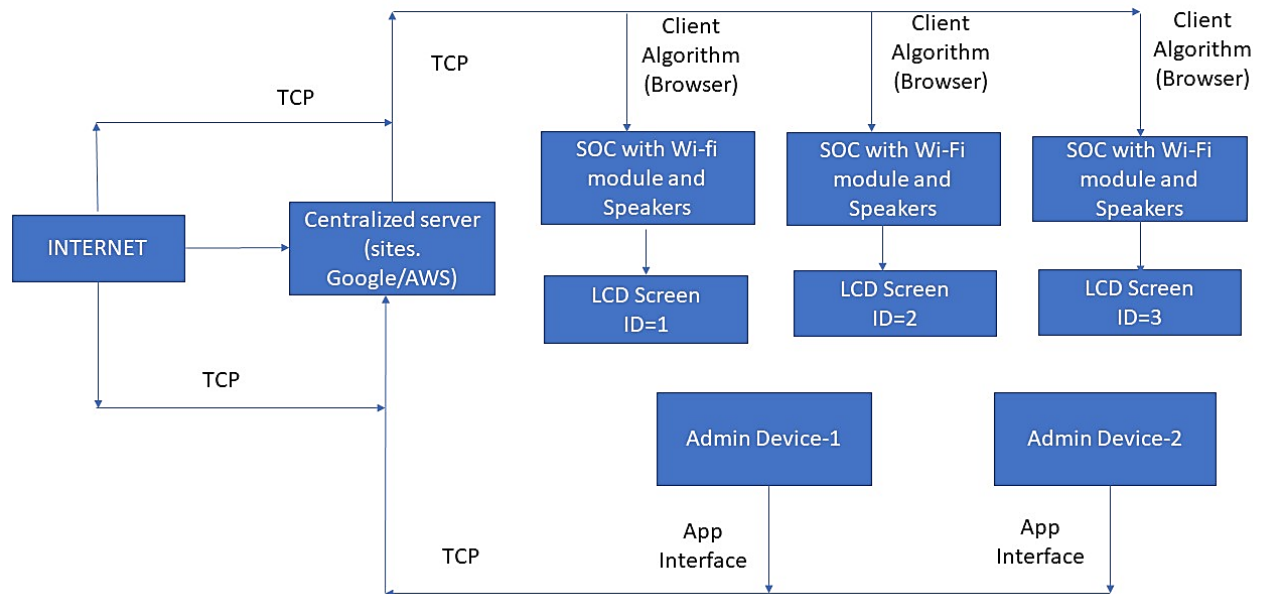 TCP
Client
Algorithm
(Browser)
Client
Algorithm
(Browser)
Client
Algorithm
(Browser)
TCP
SOC with Wi-fi
module and
Speakers
SOC with Wi-Fi
module and
Speakers
SOC with Wi-Fi
module and
Speakers
INTERNET
Centralized server
(sites.
Google/AWS)
LCD Screen
ID=1
LCD Screen
ID=2
LCD Screen
ID=3
TCP
Admin Device-1
Admin Device-2
TCP
App
Interface
App
Interface